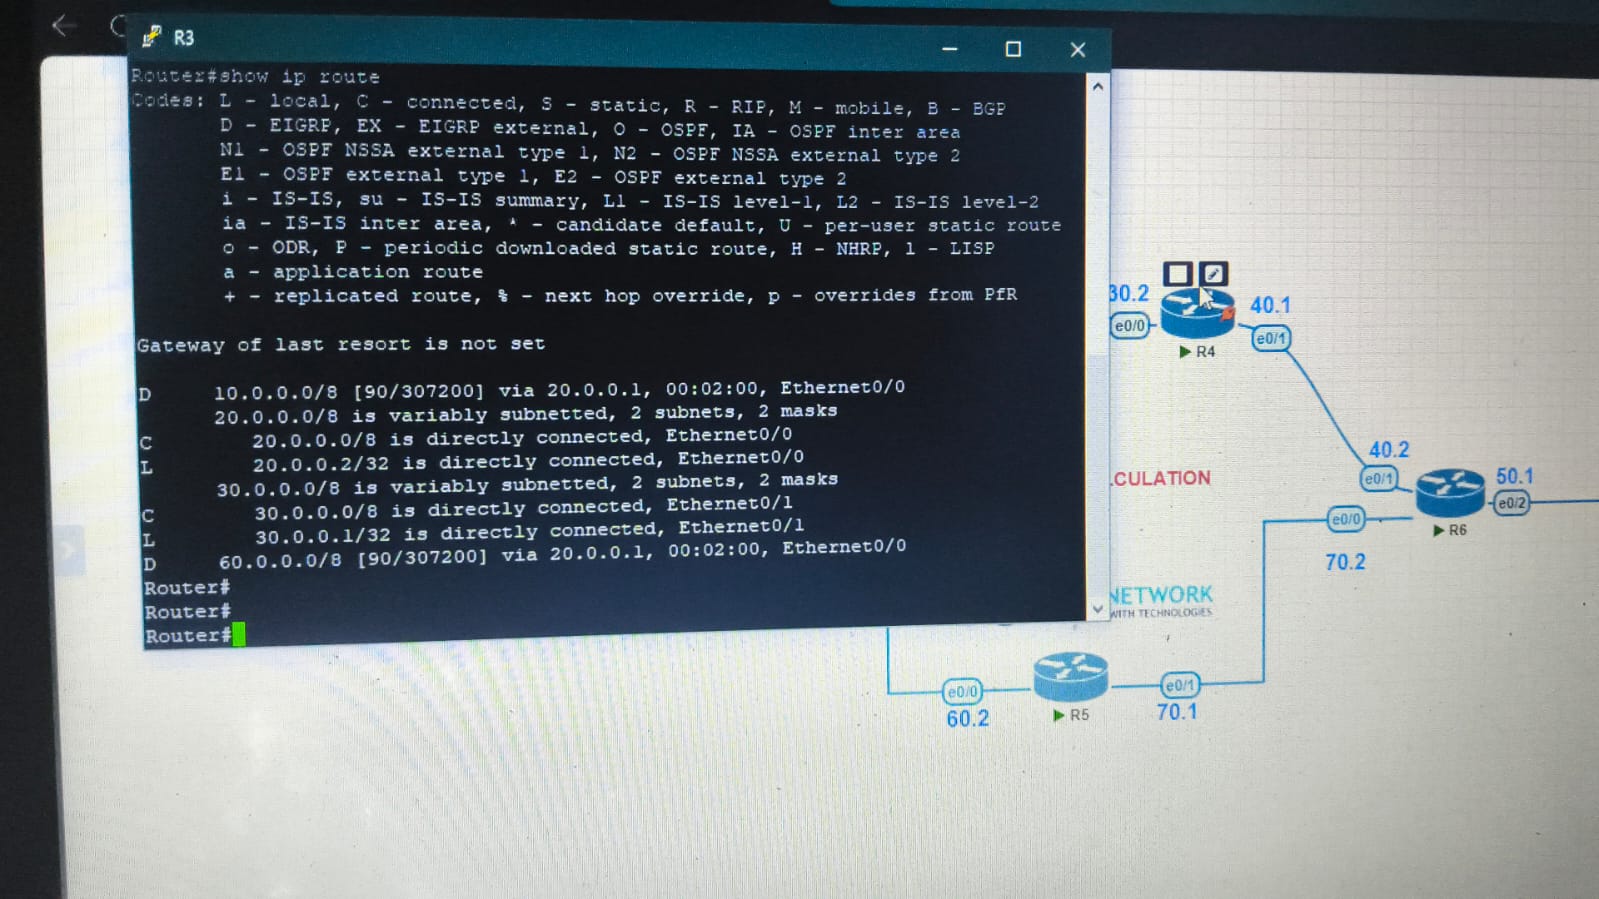 R3
Router#show ip route
Codes: L - local, C - connected, S - static, R - RIP, M - mobile, B - BGP
D - EIGRP, EX - EIGRP external, O - OSPF, IA - OSPF inter area
N1 - OSPF NSSA external type 1, N2 - OSPF NSSA external type 2
E1 - OSPF external type 1, E2 - OSPF external type 2
i - IS-IS, su - IS-IS summary, L1 - IS-IS level-1, L2 - IS-IS level-2
ia - IS-IS inter area, * - candidate default, U - per-user static route
o - ODR, P - periodic downloaded static route, H - NHRP, l - LISP
a - application route
+ - replicated route, % - next hop override, p - overrides from PfR
Gateway of last resort is not set
D 10.0.0.0/8 [90/307200] via 20.0.0.1, 00:02:00, Ethernet0/0
20.0.0.0/8 is variably subnetted, 2 subnets, 2 masks
C 20.0.0.0/8 is directly connected, Ethernet0/0
L 20.0.0.2/32 is directly connected, Ethernet0/0
30.0.0.0/8 is variably subnetted, 2 subnets, 2 masks
C 30.0.0.0/8 is directly connected, Ethernet0/1
L 30.0.0.1/32 is directly connected, Ethernet0/1
D 60.0.0.0/8 [90/307200] via 20.0.0.1, 00:02:00, Ethernet0/0
Router#
Router#
Router#
30.2
e0/0
R4
40.1
e0/1
40.2
e0/1
CULATION
50.1
e0/2
R6
e0/0
70.2
NETWORK
WITH TECHNOLOGIES
e0/0
60.2
R5
e0/1
70.1